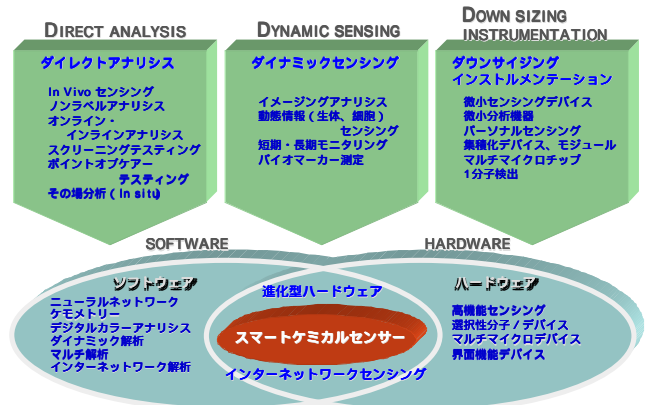 DIRECT ANALYSIS
ダイレクトアナリシス
In Vivo センシング
ノンラベルアナリシス
オンライン・
インラインアナリシス
スクリーニングテスティング
ポイントオブケアー
テスティング
その場分析 ( In situ)
DYNAMIC SENSING
ダイナミックセンシング
イメージングアナリシス
動態情報 ( 生体、細胞 )
センシング
短期・長期モニタリング
バイオマーカー測定
DOWN SIZING
INSTRUMENTATION
ダウンサイジング
インストルメンテーション
微小センシングデバイス
微小分析機器
パーソナルセンシング
集積化デバイス、モジュール
マルチマイクロチップ
1分子検出
SOFTWARE
ソフトウェア
ニューラルネットワーク
ケモメトリー
デジタルカラーアナリシス
ダイナミック解析
マルチ解析
インターネットワーク解析
進化型ハードウェア
スマートケミカルセンサー
インターネットワークセンシング
HARDWARE
ハードウェア
高機能センシング
選択性分子 / デバイス
マルチマイクロデバイス
界面機能デバイス